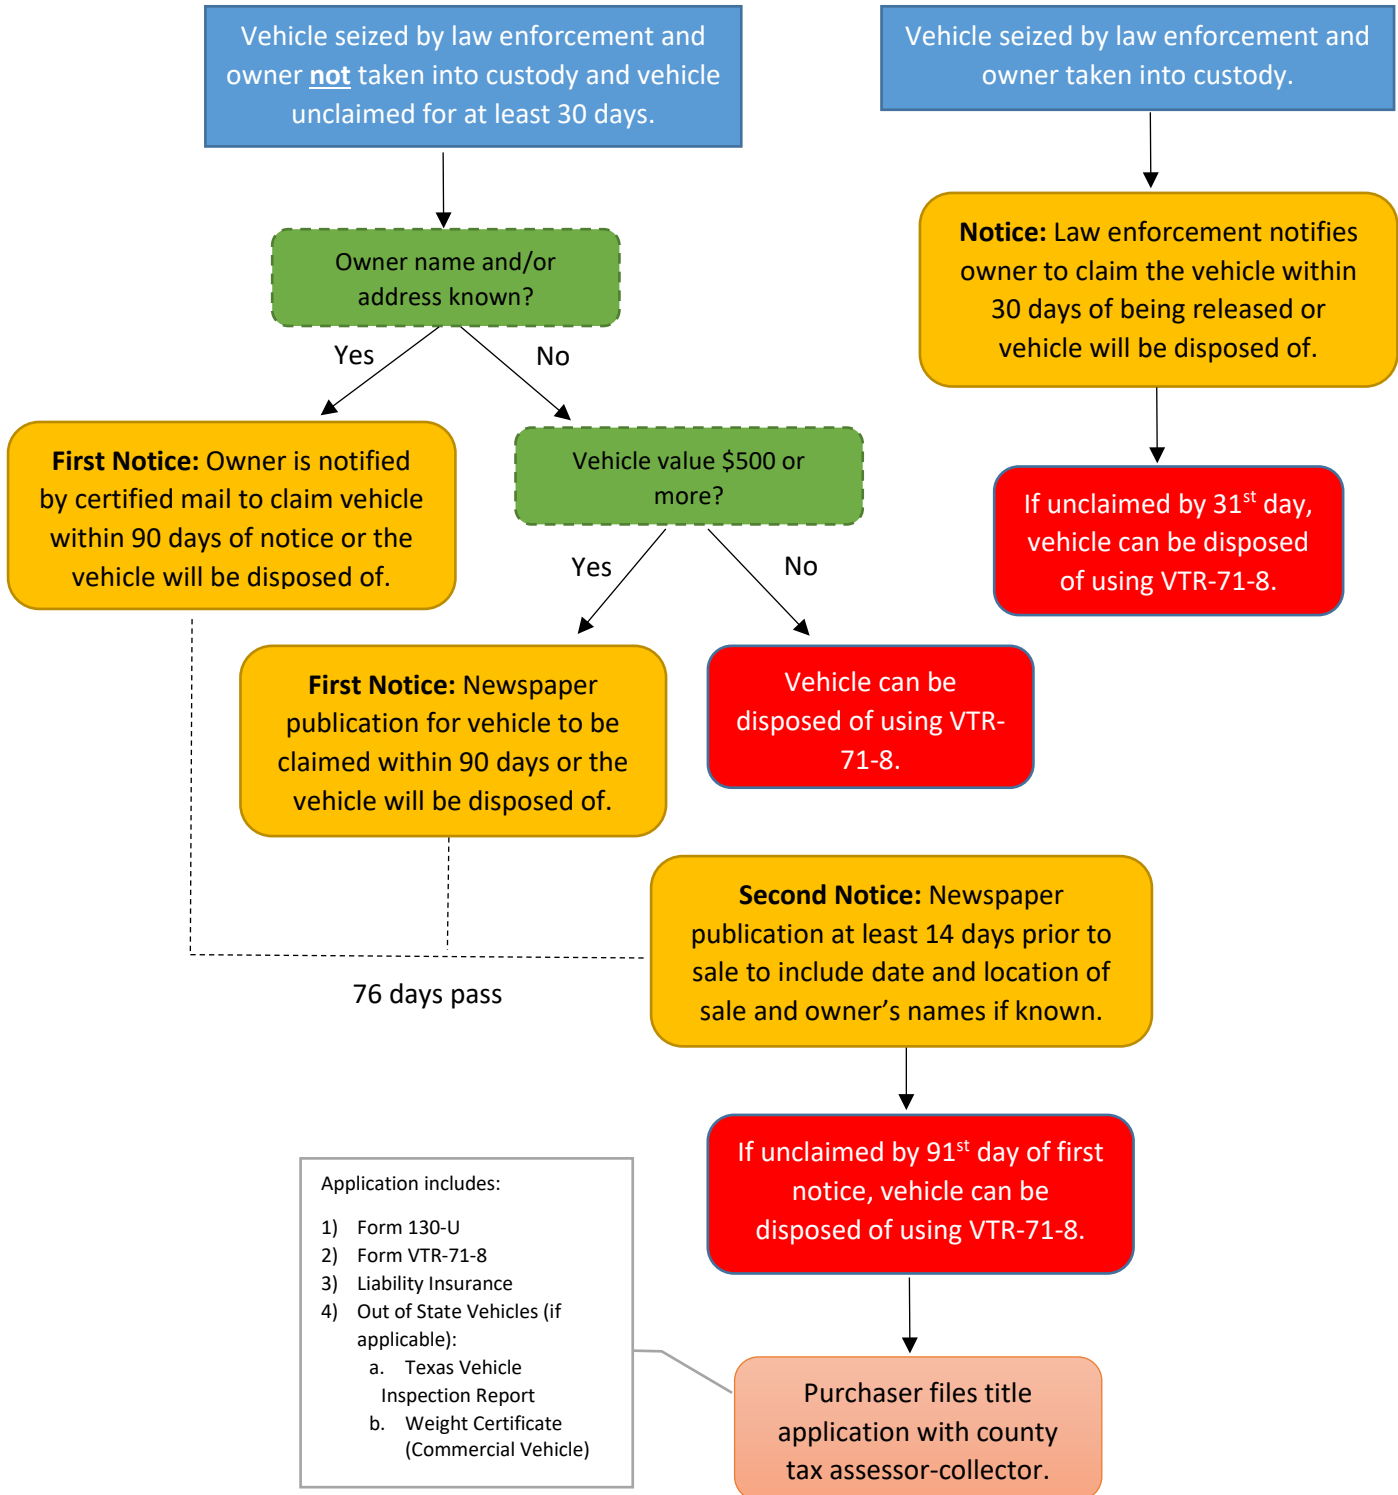 Vehicle seized by law enforcement and
owner not taken into custody and vehicle
unclaimed for at least 30 days.
Vehicle seized by law enforcement and
owner taken into custody.
Owner name and/or
address known?
Notice: Law enforcement notifies
owner to claim the vehicle within
30 days of being released or
vehicle will be disposed of.
Yes
No
First Notice: Owner is notified
by certified mail to claim vehicle
within 90 days of notice or the
vehicle will be disposed of.
Vehicle value $500 or
more?
If unclaimed by 31st day,
vehicle can be disposed
of using VTR-71-8.
Yes
No
First Notice: Newspaper
publication for vehicle to be
claimed within 90 days or the
vehicle will be disposed of.
Vehicle can be
disposed of using VTR-
71-8.
Second Notice: Newspaper
publication at least 14 days prior to
sale to include date and location of
sale and owner’s names if known.
76 days pass
If unclaimed by 91st day of first
notice, vehicle can be
disposed of using VTR-71-8.
Application includes:
1) Form 130-U
2) Form VTR-71-8
3) Liability Insurance
4) Out of State Vehicles (if
applicable):
a. Texas Vehicle
Inspection Report
b. Weight Certificate
(Commercial Vehicle)
Purchaser files title
application with county
tax assessor-collector.